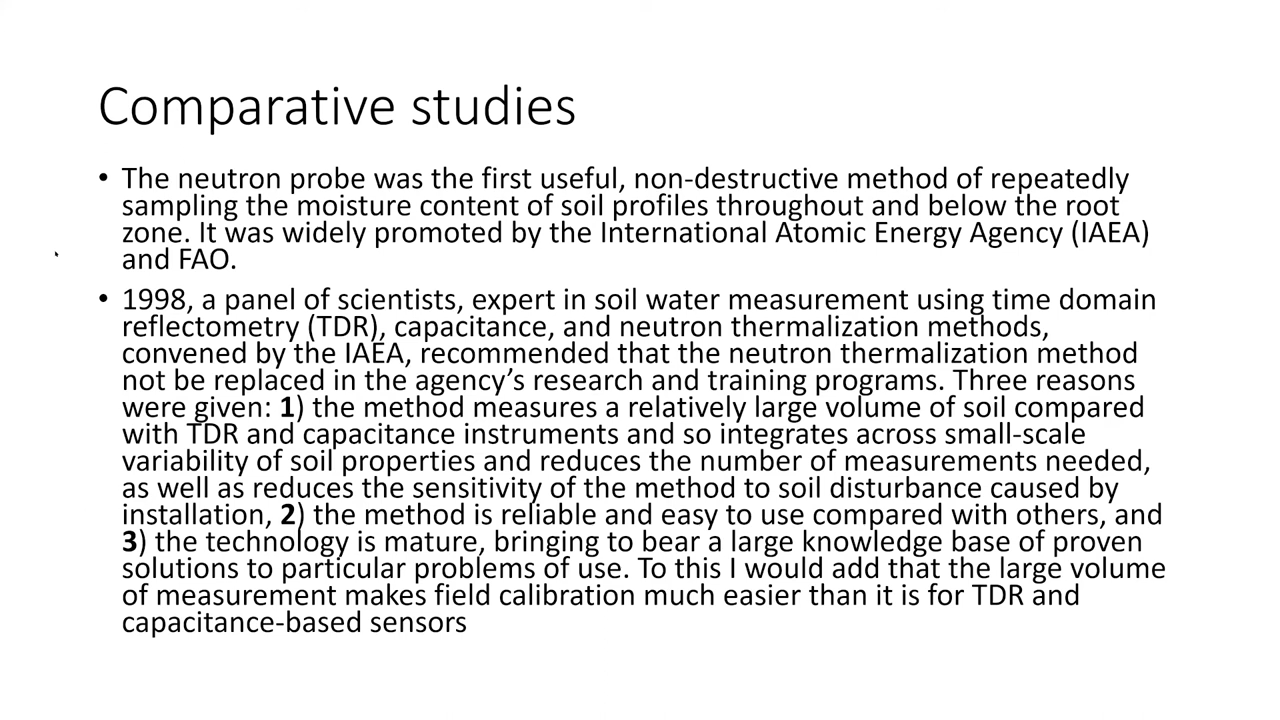 Comparative studies
• The neutron probe was the first useful, non-destructive method of repeatedly
sampling the moisture content of soil profiles throughout and below the root
zone. It was widely promoted by the International Atomic Energy Agency (IAEA)
and FAO.
• 1998, a panel of scientists, expert in soil water measurement using time domain
reflectometry (TDR), capacitance, and neutron thermalization methods,
convened by the IAEA, recommended that the neutron thermalization method
not be replaced in the agency’s research and training programs. Three reasons
were given: 1) the method measures a relatively large volume of soil compared
with TDR and capacitance instruments and so integrates across small-scale
variability of soil properties and reduces the number of measurements needed,
as well as reduces the sensitivity of the method to soil disturbance caused by
installation, 2) the method is reliable and easy to use compared with others, and
3) the technology is mature, bringing to bear a large knowledge base of proven
solutions to particular problems of use. To this I would add that the large volume
of measurement makes field calibration much easier than it is for TDR and
capacitance-based sensors